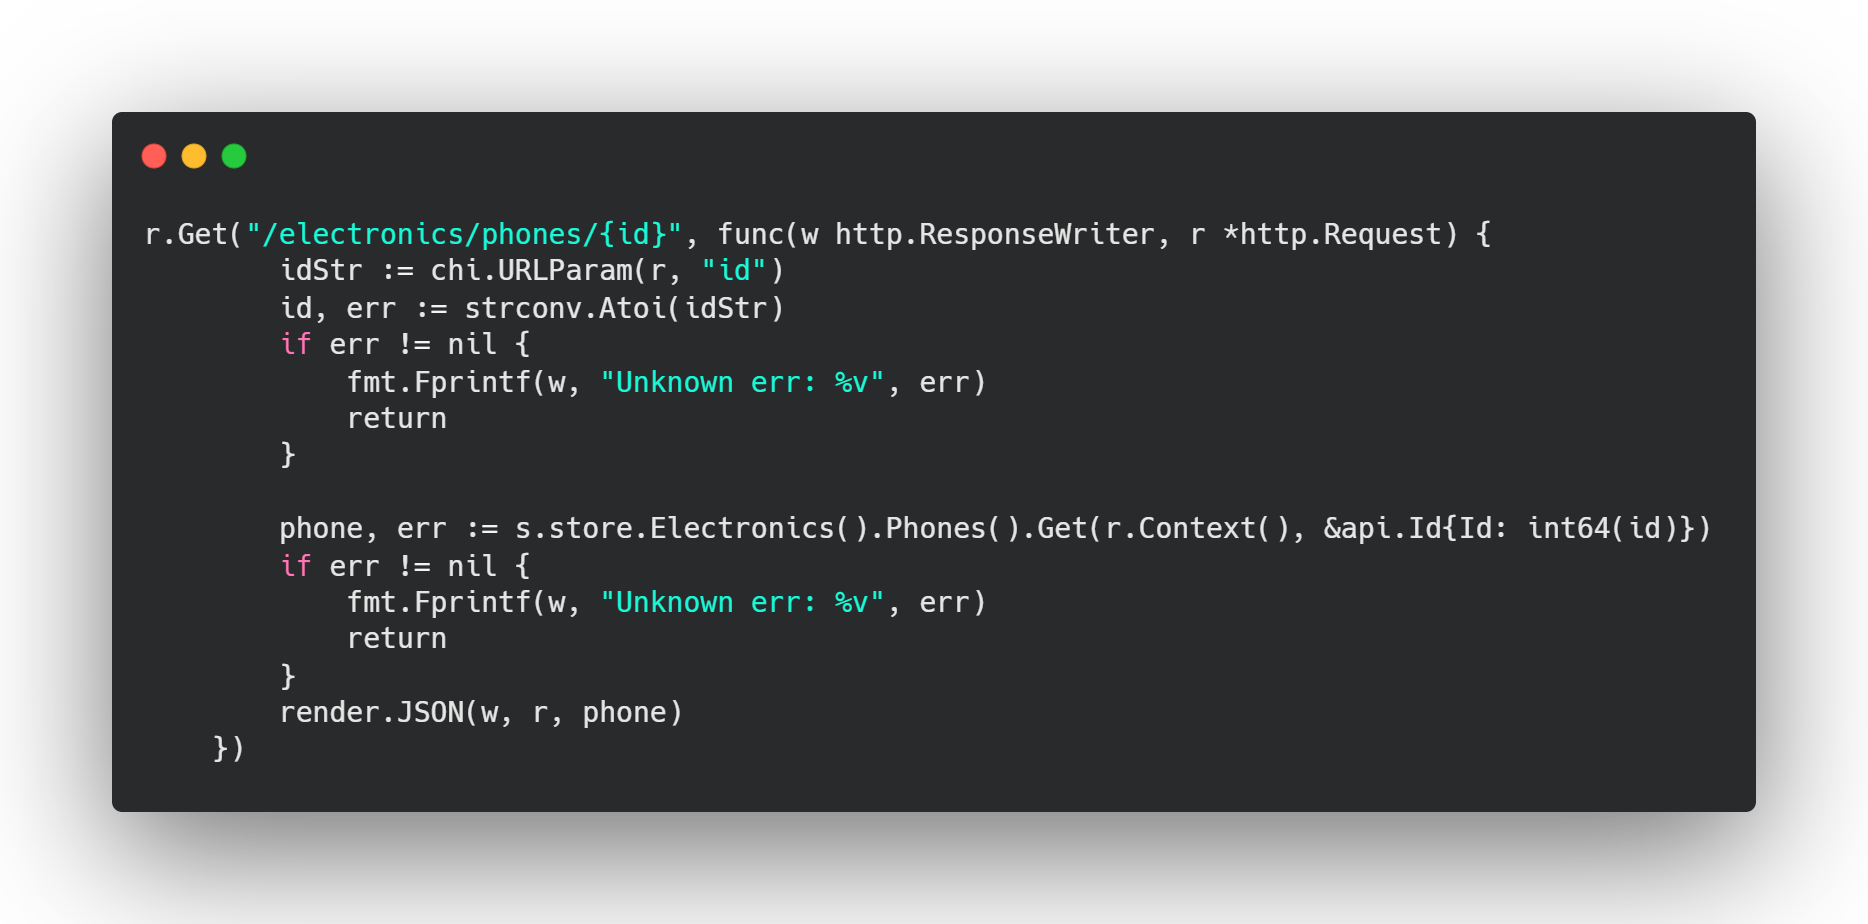 r.Get("/electronics/phones/{id}", func(w http.ResponseWriter, r *http.Request) {
        idStr := chi.URLParam(r, "id")
        id, err := strconv.Atoi(idStr)
        if err != nil {
            fmt.Fprintf(w, "Unknown err: %v", err)
            return
        }

        phone, err := s.store.Electronics().Phones().Get(r.Context(), &api.Id{Id: int64(id)})
        if err != nil {
            fmt.Fprintf(w, "Unknown err: %v", err)
            return
        }
        render.JSON(w, r, phone)
    })